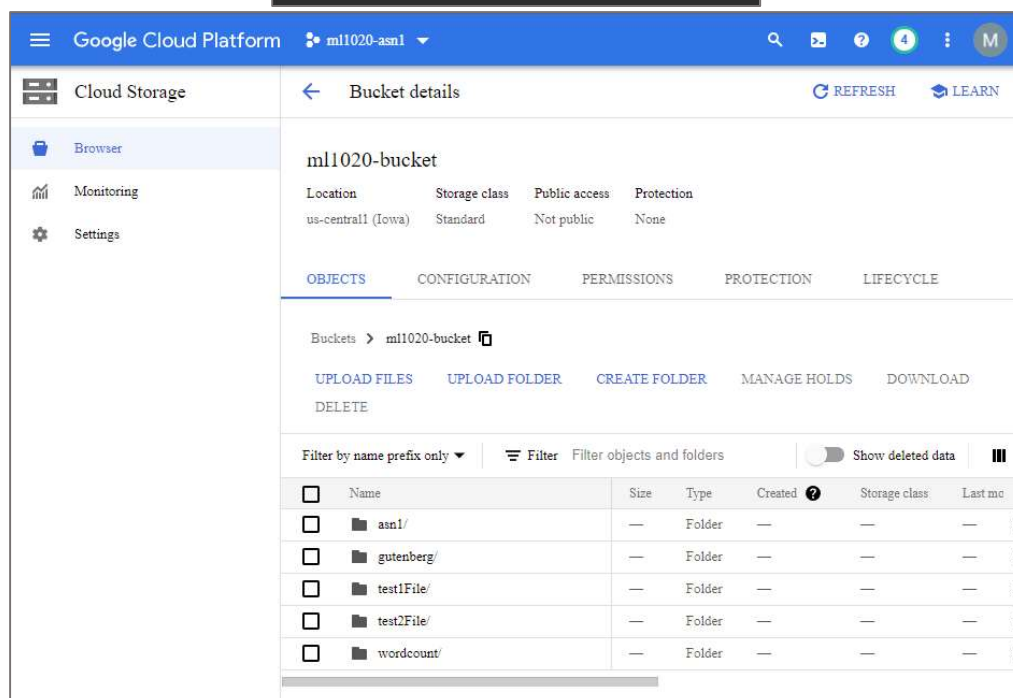 Google Cloud Platform ml1020-asn1 4 M
Cloud Storage Bucket details REFRESH LEARN
Browser
Monitoring
Settings
ml1020-bucket
Location Storage class Public access Protection
us-central1 (Iowa) Standard Not public None
OBJECTS CONFIGURATION PERMISSIONS PROTECTION LIFECYCLE
Buckets > ml1020-bucket
UPLOAD FILES UPLOAD FOLDER CREATE FOLDER MANAGE HOLDS DOWNLOAD
DELETE
Filter by name prefix only Filter Filter objects and folders Show deleted data
Name Size Type Created ? Storage class Last mo
asn1/ — Folder — — —
gutenberg/ — Folder — — —
test1File/ — Folder — — —
test2File/ — Folder — — —
wordcount/ — Folder — — —